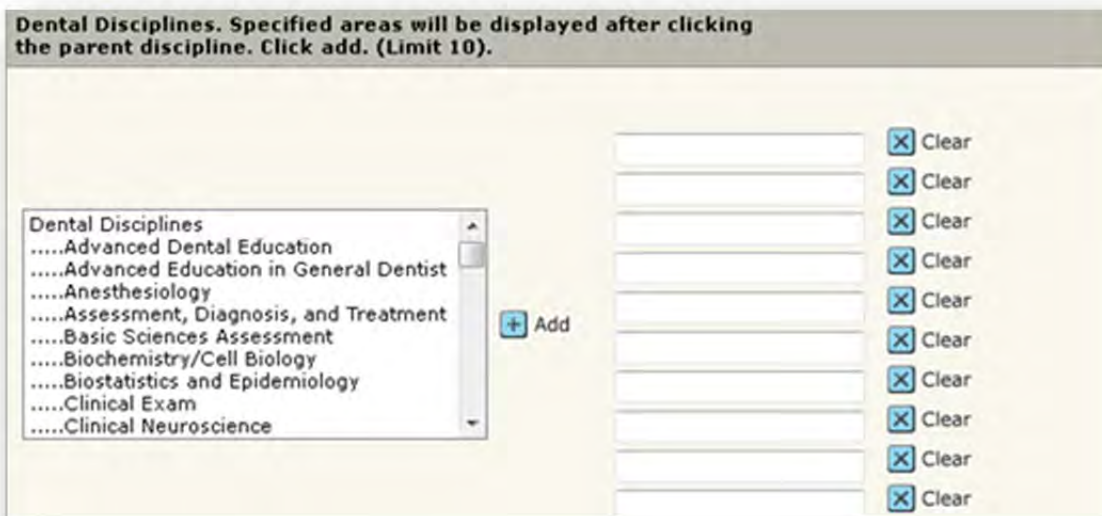 Dental Disciplines. Specified areas will be displayed after clicking
the parent discipline. Click add. (Limit 10).
Dental Disciplines
.....Advanced Dental Education
.....Advanced Education in General Dentist
.....Anesthesiology
.....Assessment, Diagnosis, and Treatment
.....Basic Sciences Assessment
.....Biochemistry/Cell Biology
.....Biostatistics and Epidemiology
.....Clinical Exam
.....Clinical Neuroscience
Add
Clear
Clear
Clear
Clear
Clear
Clear
Clear
Clear
Clear
Clear